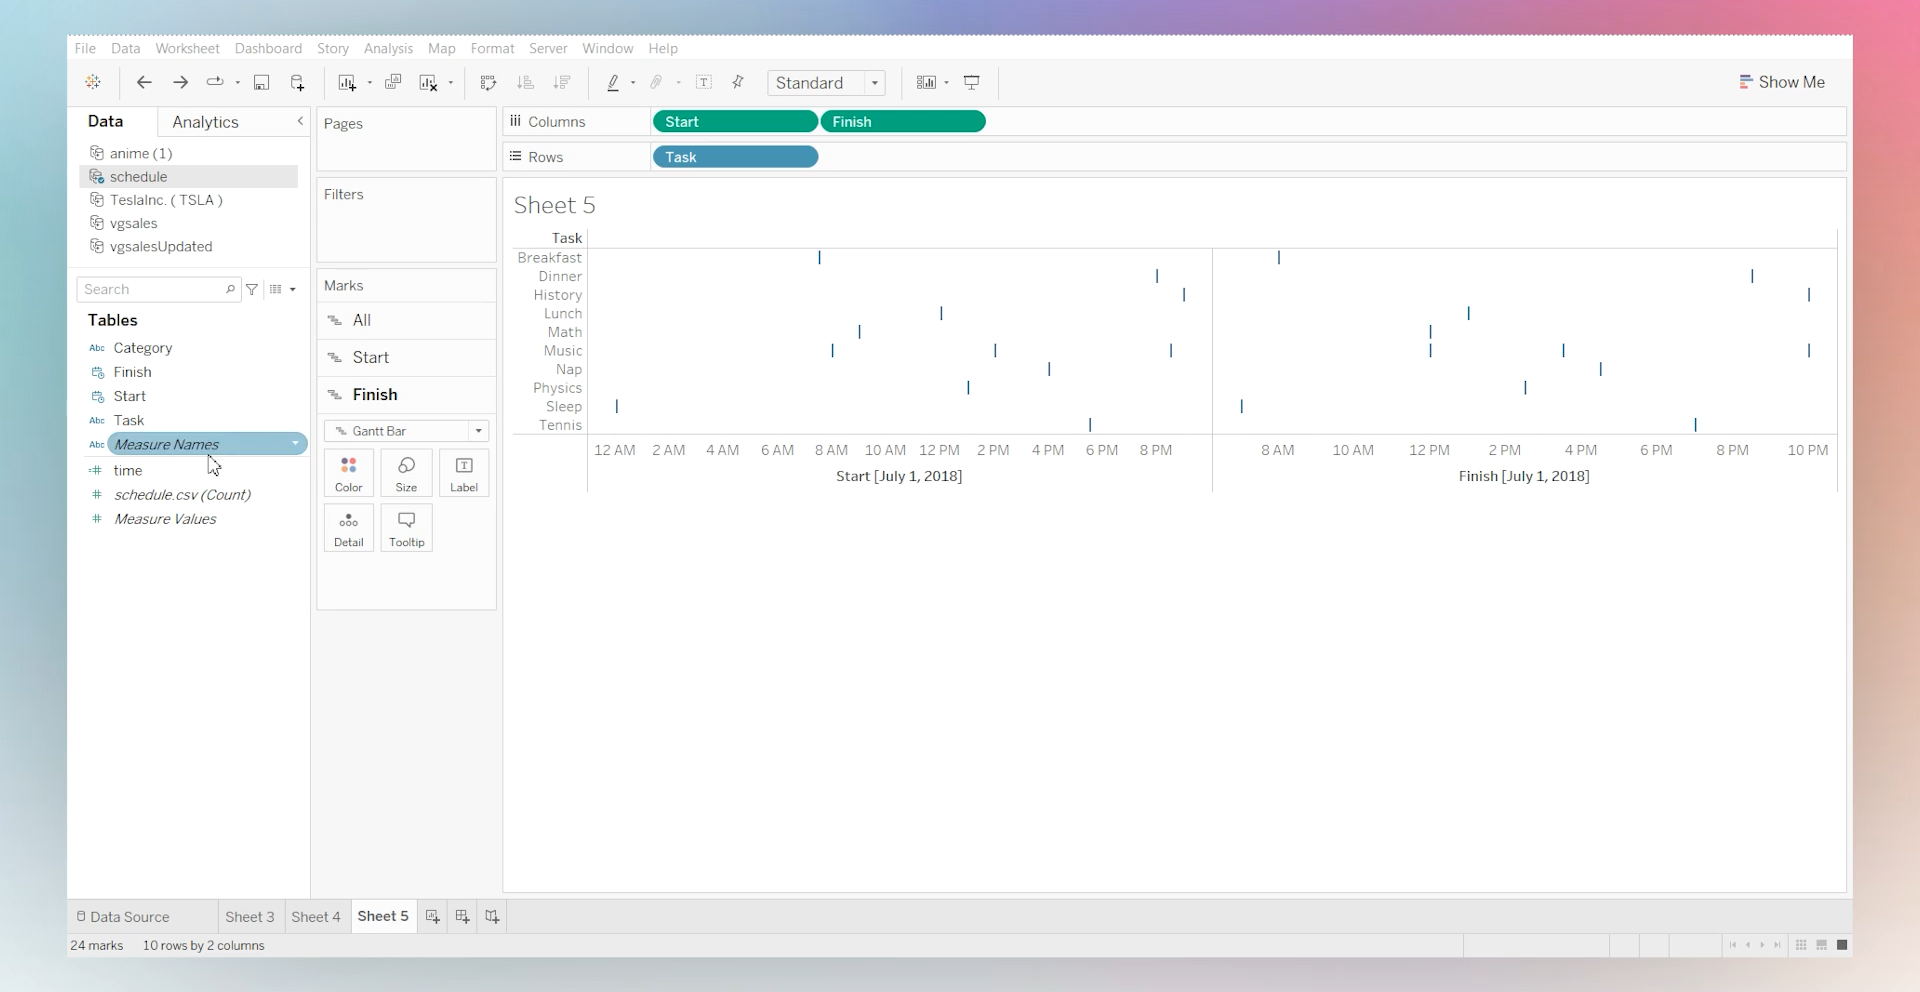 File Data Worksheet Dashboard Story Analysis Map Format Server Window Help
Standard
Show Me
Data Analytics
anime (1)
schedule
TeslaInc. ( TSLA )
vgsales
vgsalesUpdated
Search
Tables
Abc Category
Finish
Start
Abc Task
Abc Measure Names
time
schedule.csv (Count)
Measure Values
Pages
Filters
Marks
All
Start
Finish
Gantt Bar
Color Size Label
Detail Tooltip
Columns Start Finish
Rows Task
Sheet 5
Task
Breakfast
Dinner
History
Lunch
Math
Music
Nap
Physics
Sleep
Tennis
12 AM 2 AM 4 AM 6 AM 8 AM 10 AM 12 PM 2 PM 4 PM 6 PM 8 PM 8 AM 10 AM 12 PM 2 PM 4 PM 6 PM 8 PM 10 PM
Start [July 1, 2018] Finish [July 1, 2018]
Data Source Sheet 3 Sheet 4 Sheet 5
24 marks 10 rows by 2 columns